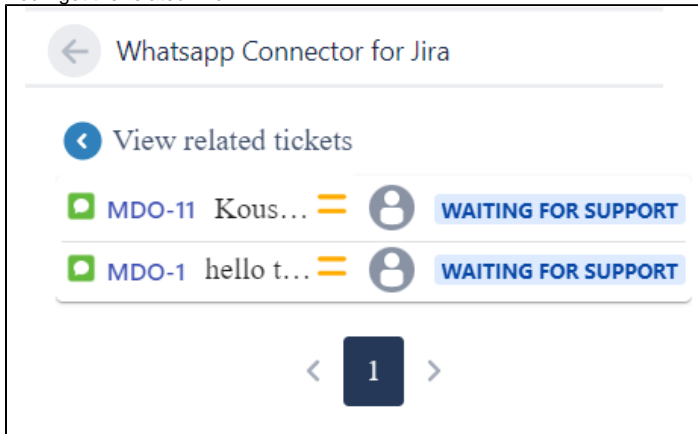 Whatsapp Connector for Jira
View related tickets
MDO-11 Kous... WAITING FOR SUPPORT
MDO-1 hello t... WAITING FOR SUPPORT
1